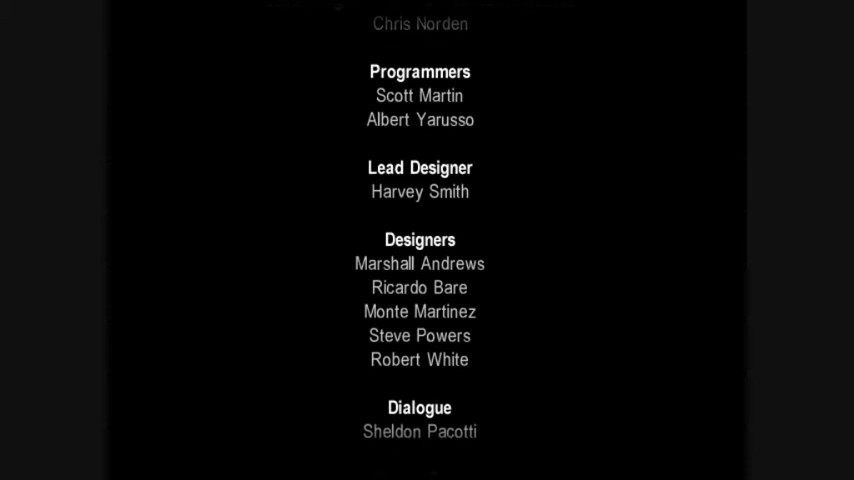 Chris Norden
Programmers
Scott Martin
Albert Yarusso
Lead Designer
Harvey Smith
Designers
Marshall Andrews
Ricardo Bare
Monte Martinez
Steve Powers
Robert White
Dialogue
Sheldon Pacotti